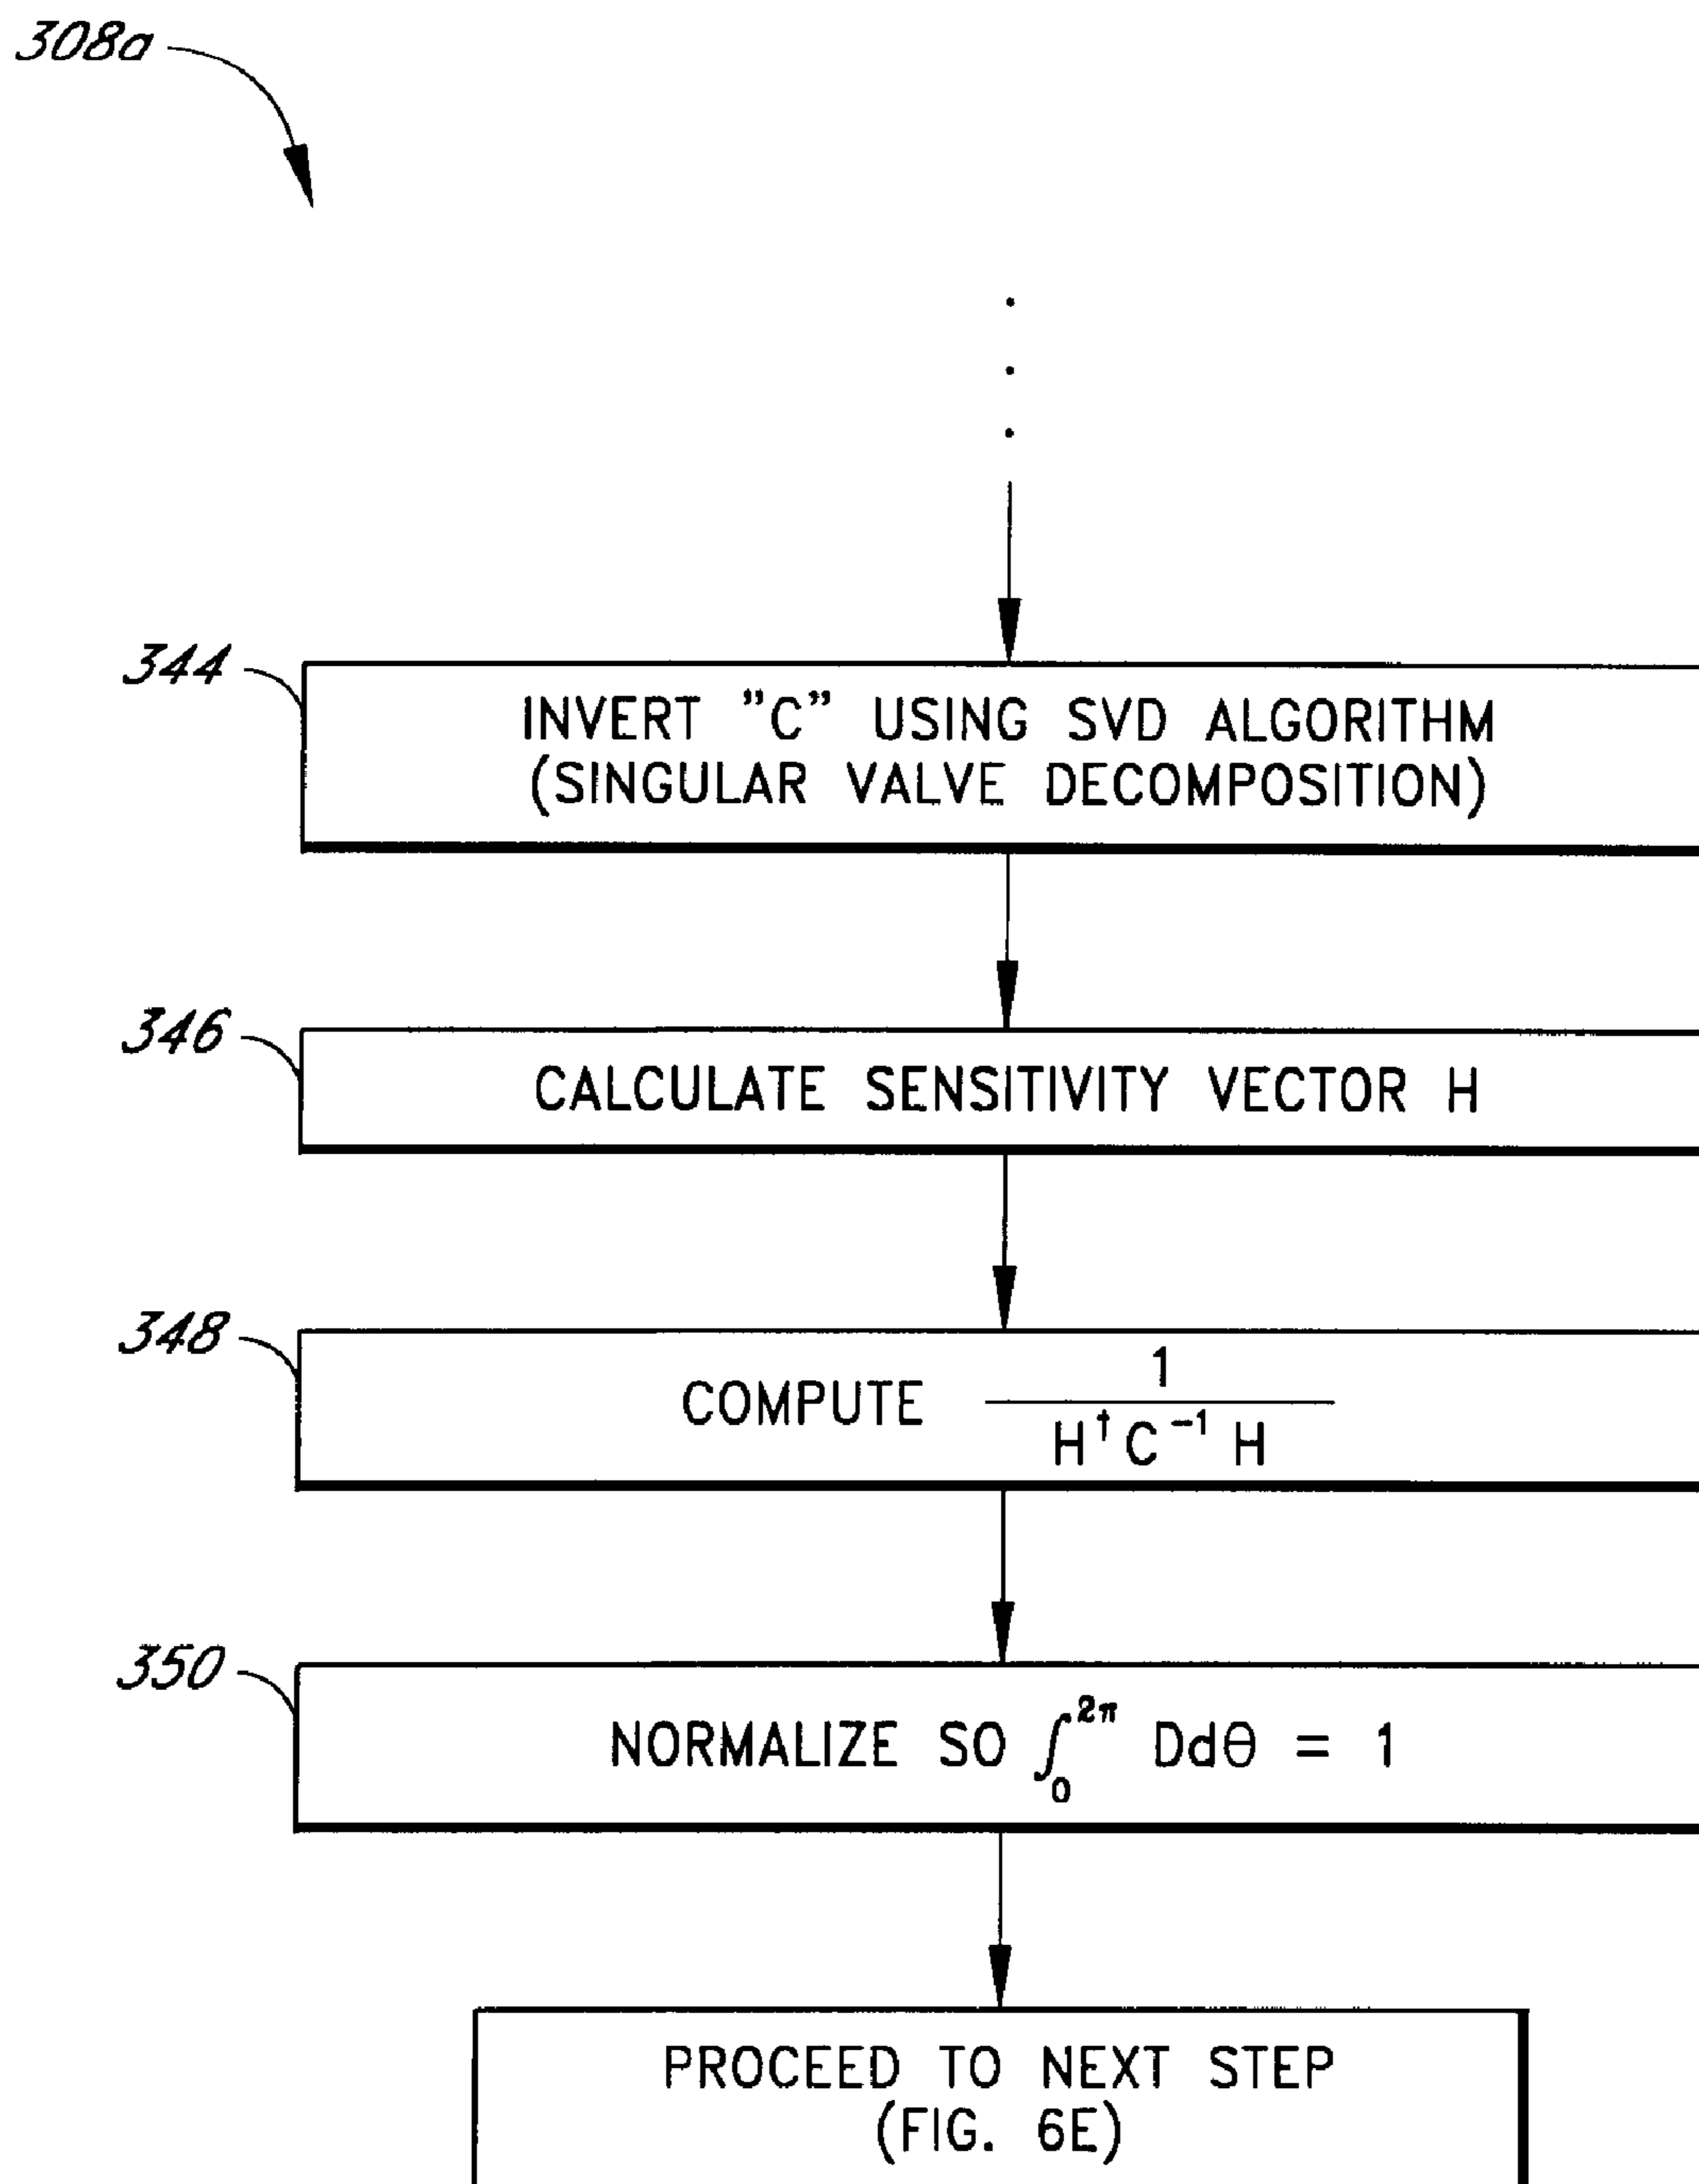 308a
344
INVERT "C" USING SVD ALGORITHM
(SINGULAR VALVE DECOMPOSITION)
346
CALCULATE SENSITIVITY VECTOR H
348
COMPUTE 1 / H† C⁻¹ H
350
NORMALIZE SO ∫₀²π Ddθ = 1
PROCEED TO NEXT STEP
(FIG. 6E)